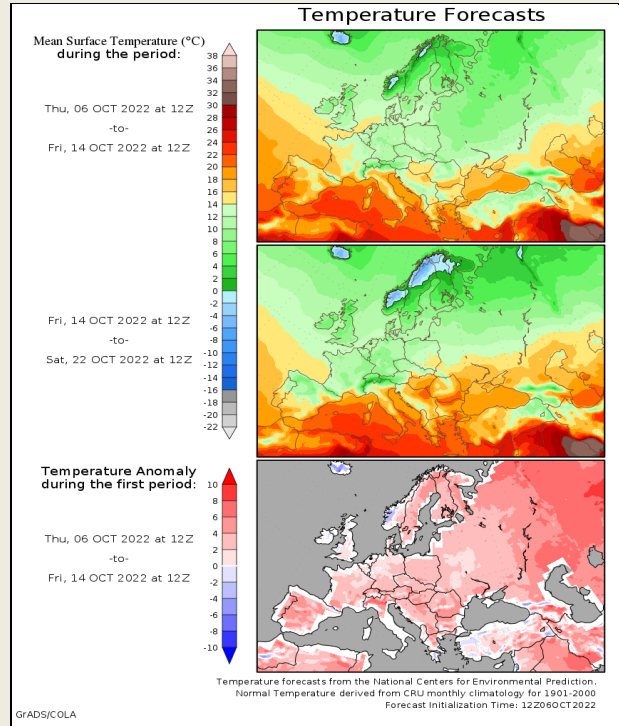 Temperature Forecasts
Mean Surface Temperature (°C)
during the period:
Thu, 06 OCT 2022 at 12Z
-to-
Fri, 14 OCT 2022 at 12Z
38
36
34
32
30
28
26
24
22
20
18
16
14
12
10
8
6
4
2
0
-2
-4
-6
-8
-10
-12
-14
-16
-18
-20
-22
Fri, 14 OCT 2022 at 12Z
-to-
Sat, 22 OCT 2022 at 12Z
Temperature Anomaly
during the first period:
Thu, 06 OCT 2022 at 12Z
-to-
Fri, 14 OCT 2022 at 12Z
10
8
6
4
2
0
-2
-4
-6
-8
-10
Temperature forecasts from the National Centers for Environmental Prediction.
Normal Temperature derived from CRU monthly climatology for 1901-2000
Forecast Initialization Time: 12Z06OCT2022
GrADS/COLA